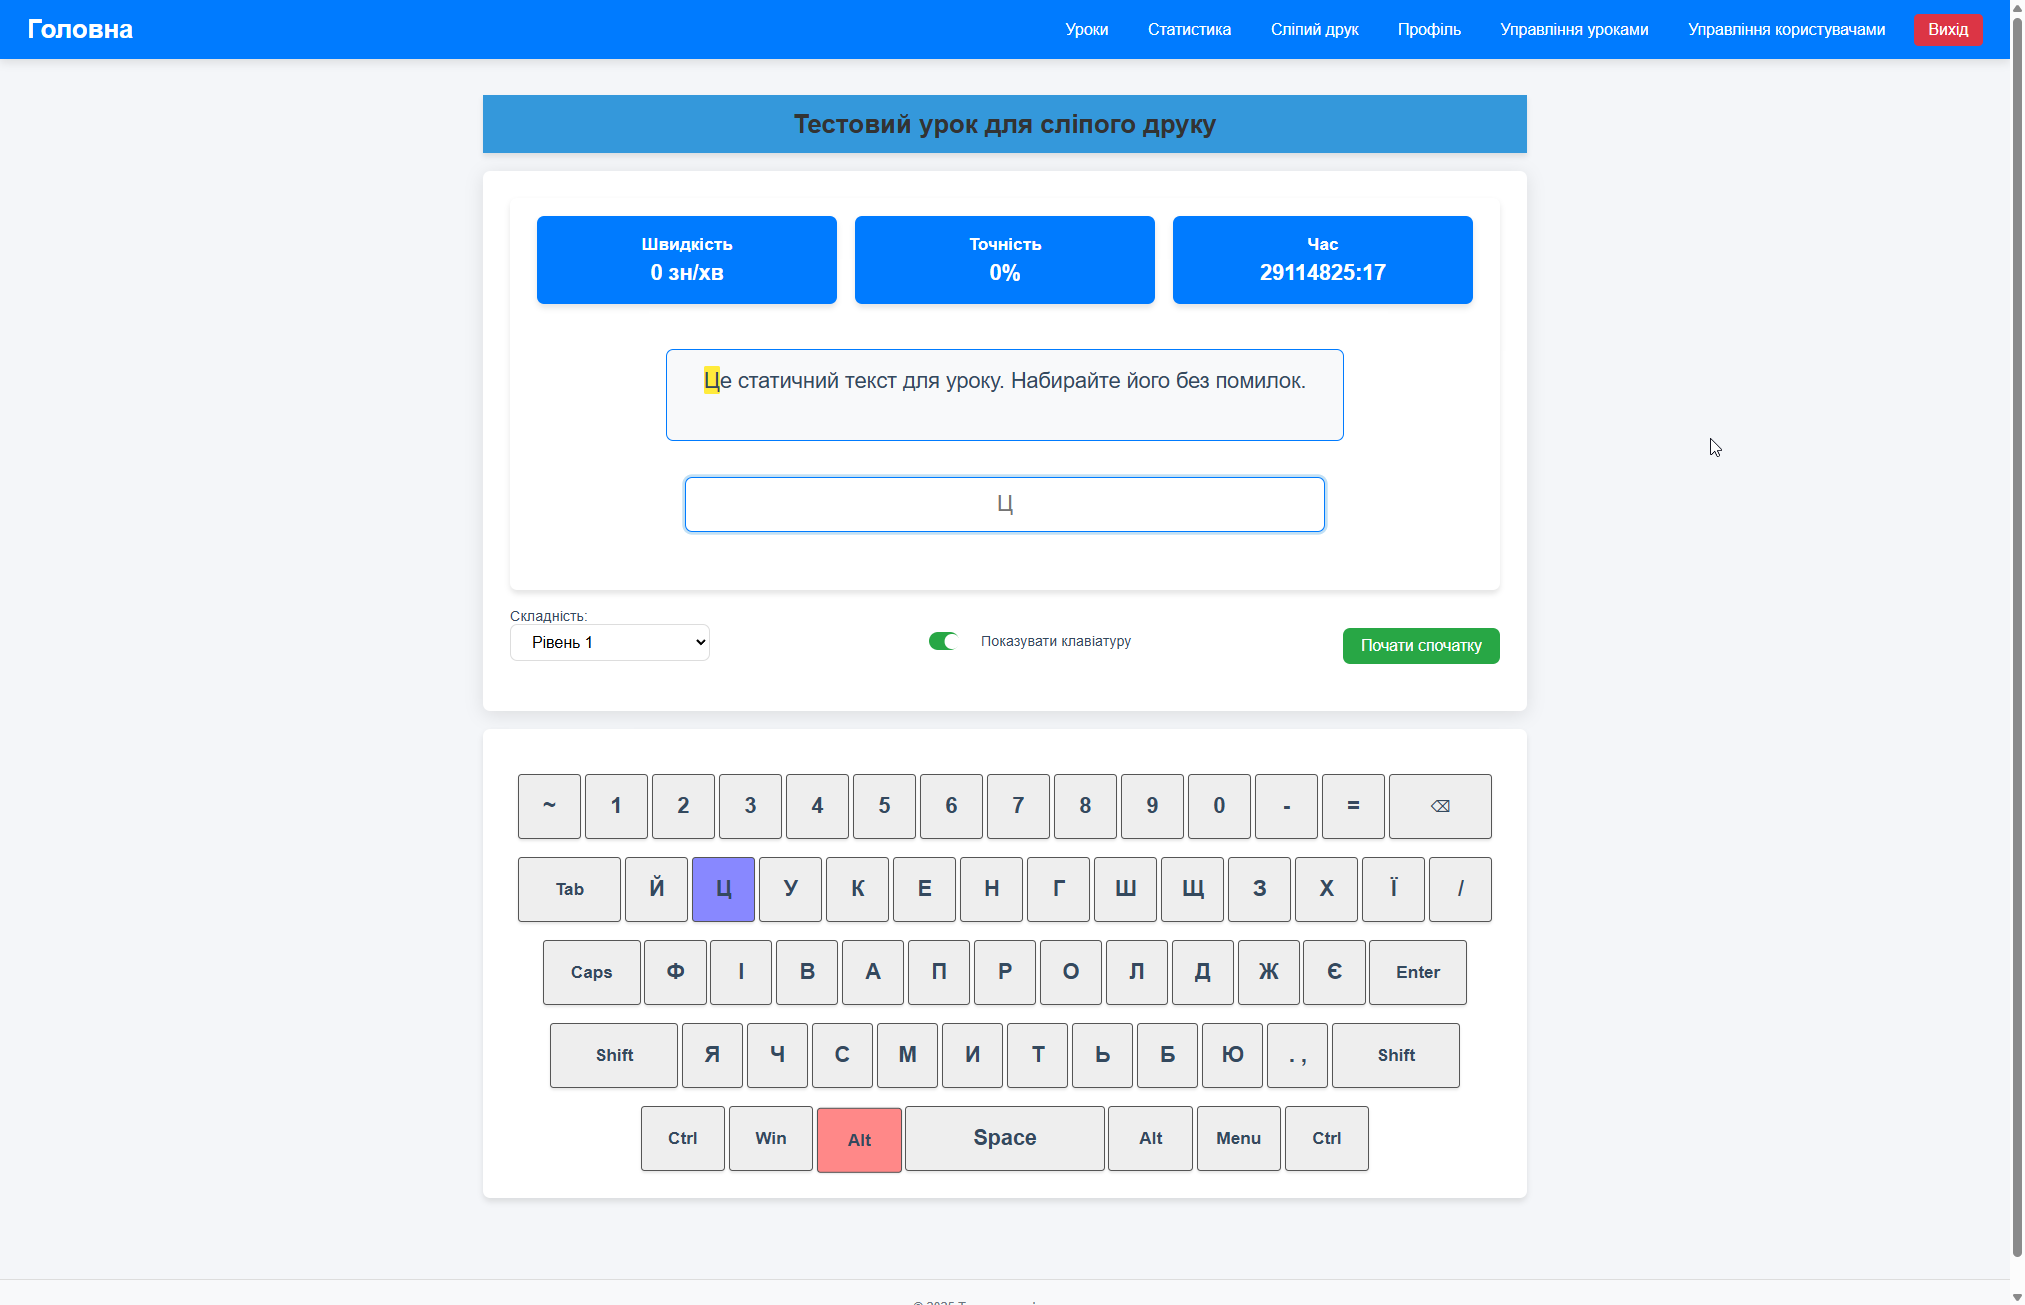 Головна Уроки Статистика Сліпий друк Профіль Управління уроками Управління користувачами Вихід
Тестовий урок для сліпого друку
Швидкість Точність Час
0 зн/хв 0% 29114825:17
Це статичний текст для уроку. Набирайте його без помилок.
Ц
Складність:
Рівень 1 Показувати клавіатуру Почати спочатку
~ 1 2 3 4 5 6 7 8 9 0 - = ⌫
Tab Й Ц У К Е Н Г Ш Щ З Х Ї /
Caps Ф І В А П Р О Л Д Ж Є Enter
Shift Я Ч С М И Т Ь Б Ю . , Shift
Ctrl Win Alt Space Alt Menu Ctrl